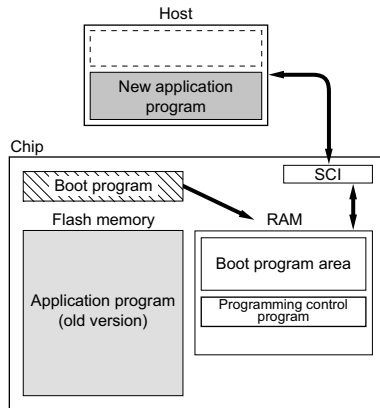 Host
New application
program
Chip
SCI
Boot program
Flash memory
RAM
Boot program area
Application program
(old version)
Programming control
program